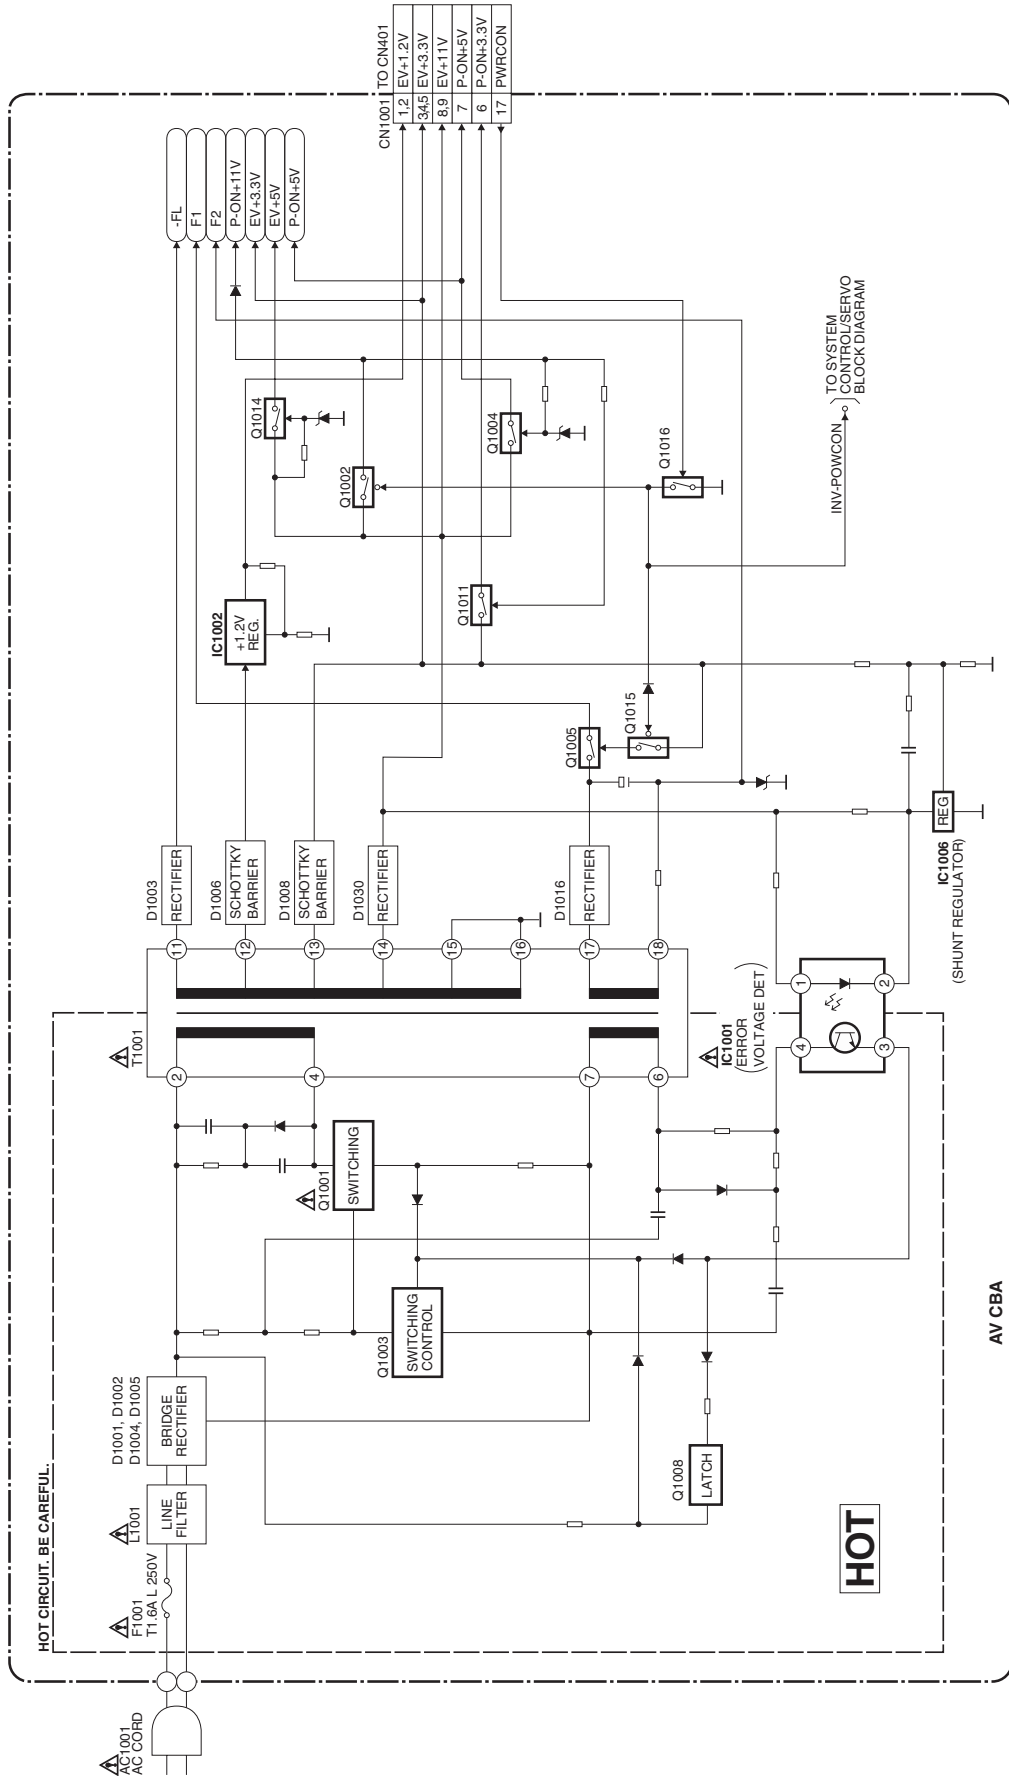 HOT CIRCUIT. BE CAREFUL.
AC1001
AC CORD
F1001
T1.6A L 250V
L1001
LINE
FILTER
D1001, D1002
D1004, D1005
BRIDGE
RECTIFIER
Q1003
SWITCHING
CONTROL
Q1008
LATCH
Q1001
SWITCHING
HOT
T1001
2
4
7
6
11
12
13
14
15
16
17
18
IC1001
ERROR
VOLTAGE DET
4
3
1
2
D1003
RECTIFIER
D1006
SCHOTTKY
BARRIER
D1008
SCHOTTKY
BARRIER
D1030
RECTIFIER
D1016
RECTIFIER
IC1006
REG
(SHUNT REGULATOR)
IC1002
+1.2V
REG.
Q1005
Q1015
Q1011
Q1002
Q1014
Q1004
Q1016
INV-POWCON
TO SYSTEM
CONTROL/SERVO
BLOCK DIAGRAM
-FL
F1
F2
P-ON+11V
EV+3.3V
EV+5V
P-ON+5V
CN1001 TO CN401
1,2 EV+1.2V
3,4,5 EV+3.3V
8,9 EV+11V
7 P-ON+5V
6 P-ON+3.3V
17 PWRCON
AV CBA